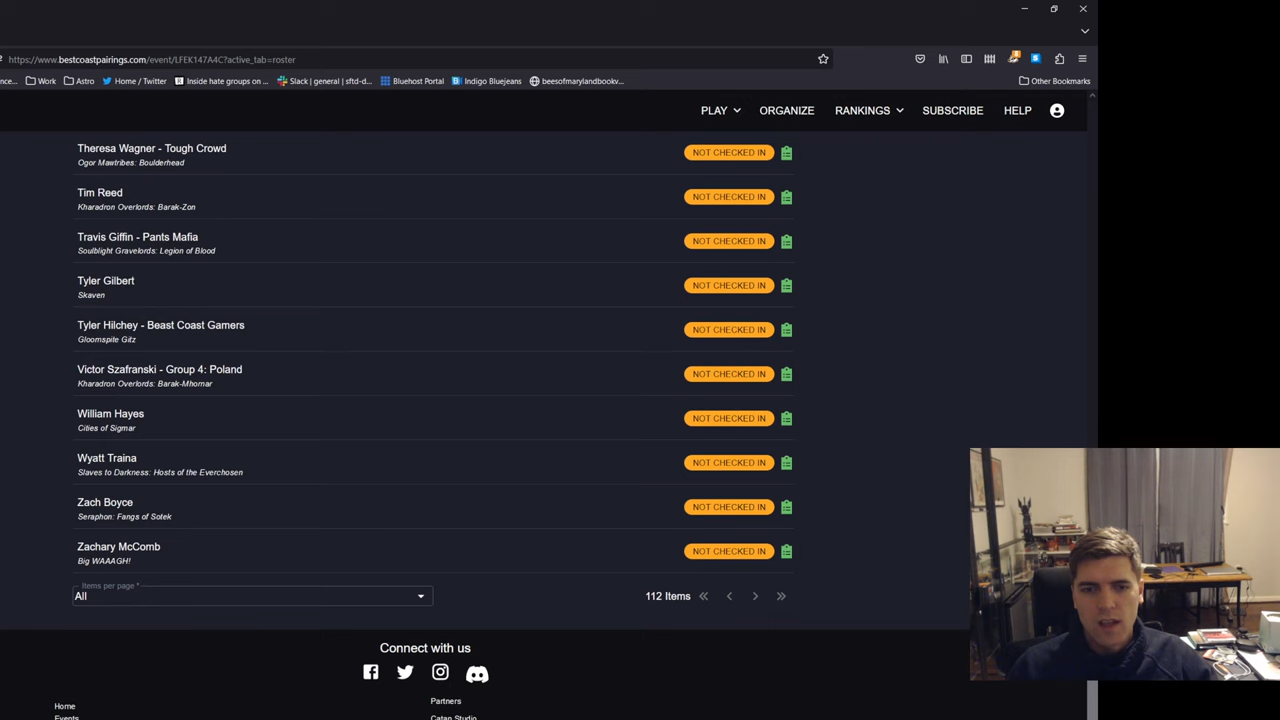 https://www.bestcoastpairings.com/event/LFEK147A4C?active_tab=roster
nce... Work Astro Home / Twitter Inside hate groups on ... Slack | general | sftd-d... Bluehost Portal Indigo Bluejeans beesofmarylandbookv... Other Bookmarks
PLAY ORGANIZE RANKINGS SUBSCRIBE HELP
Theresa Wagner - Tough Crowd
NOT CHECKED IN
Ogor Mawtribes: Boulderhead
Tim Reed
NOT CHECKED IN
Kharadron Overlords: Barak-Zon
Travis Giffin - Pants Mafia
NOT CHECKED IN
Soulblight Gravelords: Legion of Blood
Tyler Gilbert
NOT CHECKED IN
Skaven
Tyler Hilchey - Beast Coast Gamers
NOT CHECKED IN
Gloomspite Gitz
Victor Szafranski - Group 4: Poland
NOT CHECKED IN
Kharadron Overlords: Barak-Mhornar
William Hayes
NOT CHECKED IN
Cities of Sigmar
Wyatt Traina
NOT CHECKED IN
Slaves to Darkness: Hosts of the Everchosen
Zach Boyce
NOT CHECKED IN
Seraphon: Fangs of Sotek
Zachary McComb
NOT CHECKED IN
Big WAAAGH!
Items per page *
All
112 Items
Connect with us
Home
Partners
Events
Catan Studio